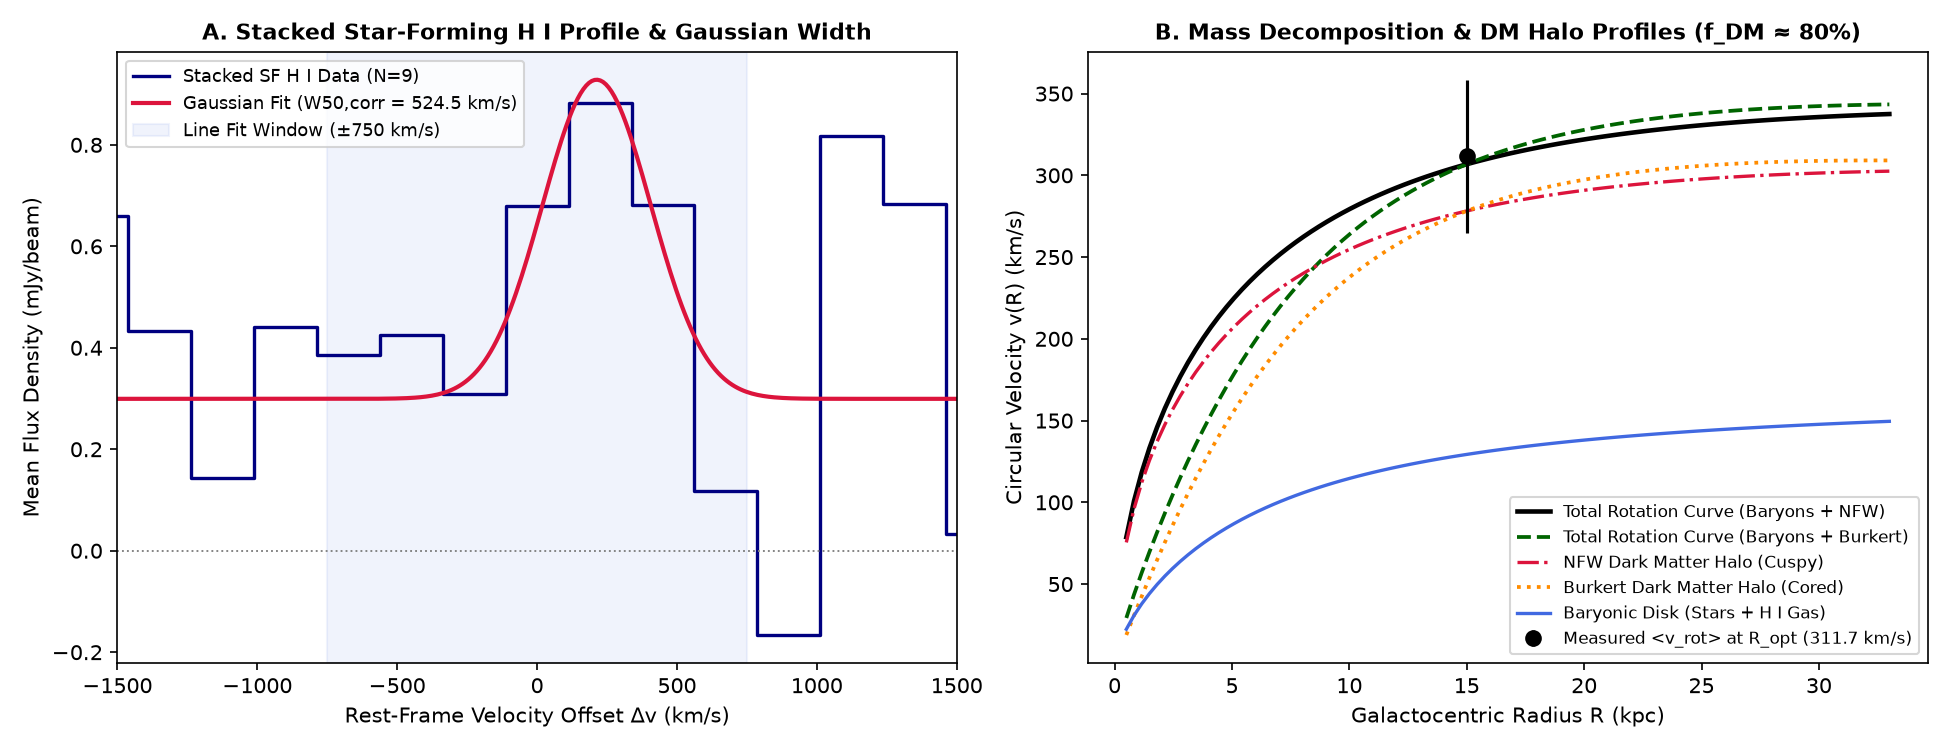 A. Stacked Star-Forming H I Profile & Gaussian Width
Stacked SF H I Data (N=9)
Gaussian Fit (W50,corr = 524.5 km/s)
Line Fit Window (±750 km/s)
Mean Flux Density (mJy/beam)
0.8
0.6
0.4
0.2
0.0
−0.2
−1500 −1000 −500 0 500 1000 1500
Rest-Frame Velocity Offset Δv (km/s)
B. Mass Decomposition & DM Halo Profiles (f_DM ≈ 80%)
Circular Velocity v(R) (km/s)
350
300
250
200
150
100
50
Total Rotation Curve (Baryons + NFW)
Total Rotation Curve (Baryons + Burkert)
NFW Dark Matter Halo (Cuspy)
Burkert Dark Matter Halo (Cored)
Baryonic Disk (Stars + H I Gas)
Measured <v_rot> at R_opt (311.7 km/s)
0 5 10 15 20 25 30
Galactocentric Radius R (kpc)